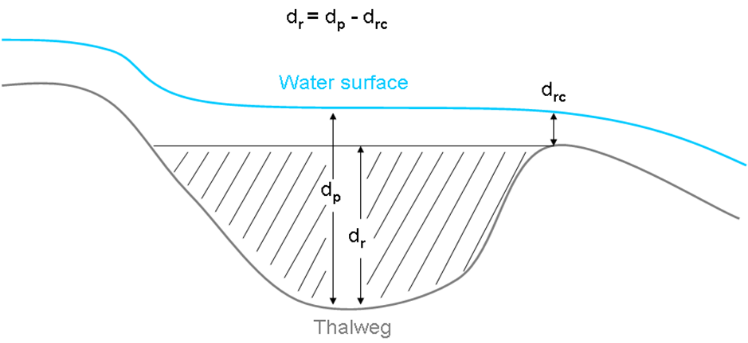 dr = dp - drc
Water surface
drc
dp
dr
Thalweg